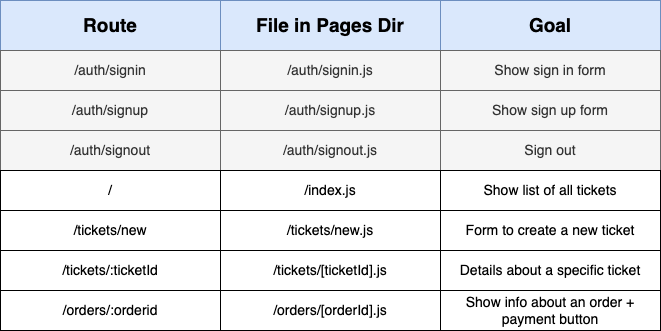 Route File in Pages Dir Goal
/auth/signin /auth/signin.js Show sign in form
/auth/signup /auth/signup.js Show sign up form
/auth/signout /auth/signout.js Sign out
/ /index.js Show list of all tickets
/tickets/new /tickets/new.js Form to create a new ticket
/tickets/:ticketId /tickets/[ticketId].js Details about a specific ticket
/orders/:orderid /orders/[orderId].js Show info about an order +
payment button